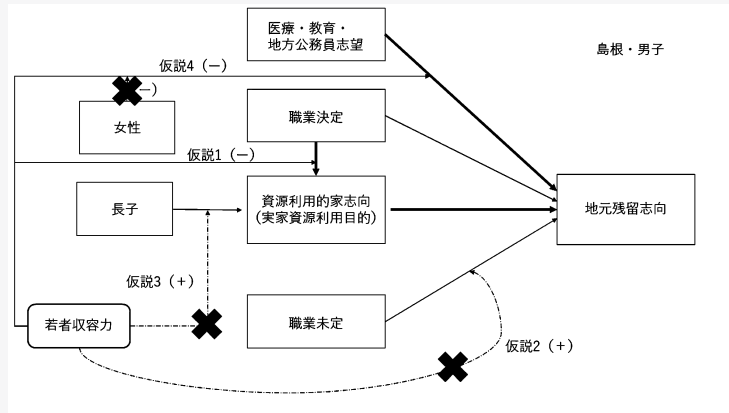 医療・教育・
地方公務員志望
島根・男子
仮説4（ー）
ー）
女性
職業決定
仮説1（ー）
長子
資源利用的家志向
(実家資源利用目的)
地元残留志向
仮説3（＋）
若者収容力
職業未定
仮説2（＋）